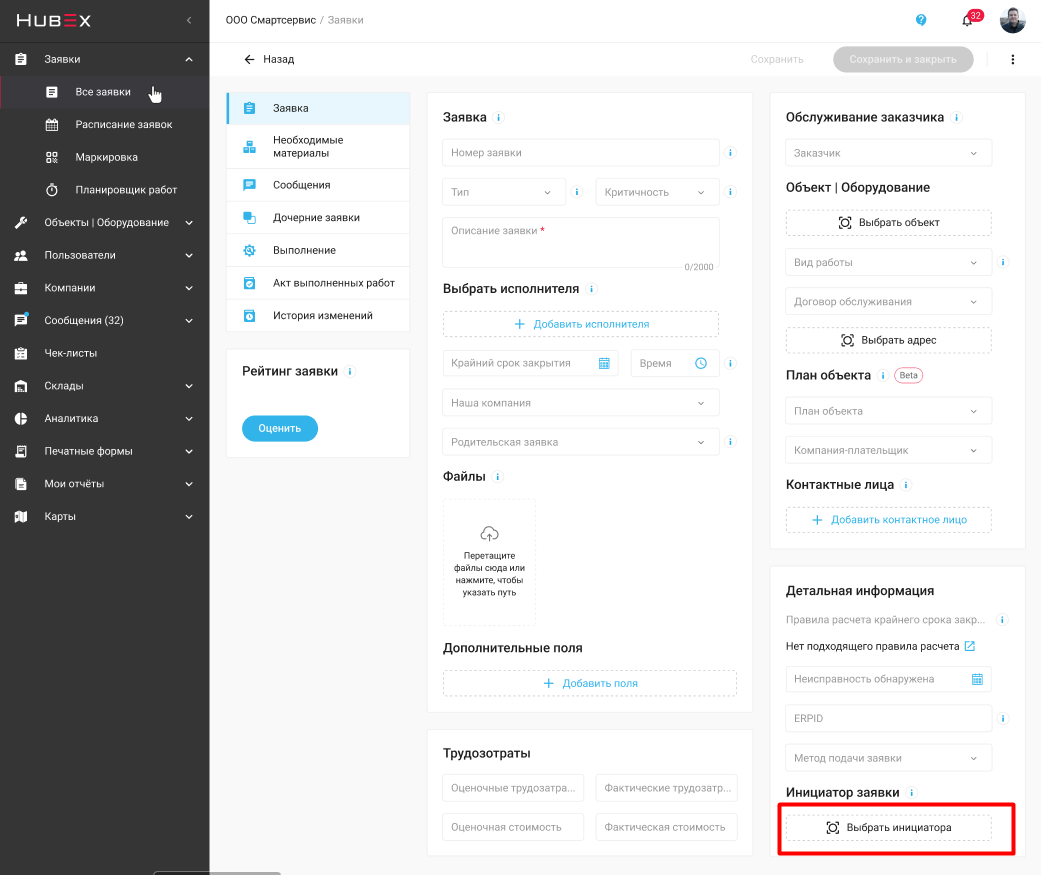 HUBEX
Заявки
Все заявки
Расписание заявок
Маркировка
Планировщик работ
Объекты | Оборудование
Пользователи
Компании
Сообщения (32)
Чек-листы
Склады
Аналитика
Печатные формы
Мои отчёты
Карты
ООО Смартсервис / Заявки
32
Назад
Сохранить
Сохранить и закрыть
Заявка
Необходимые
материалы
Сообщения
Дочерние заявки
Выполнение
Акт выполненных работ
История изменений
Рейтинг заявки
Оценить
Заявка
Номер заявки
Тип
Критичность
Описание заявки *
0/2000
Выбрать исполнителя
Добавить исполнителя
Крайний срок закрытия
Время
Наша компания
Родительская заявка
Файлы
Перетащите
файлы сюда или
нажмите, чтобы
указать путь
Дополнительные поля
Добавить поля
Трудозотраты
Оценочные трудозатра...
Фактические трудозатр...
Оценочная стоимость
Фактическая стоимость
Обслуживание заказчика
Заказчик
Объект | Оборудование
Выбрать объект
Вид работы
Договор обслуживания
Выбрать адрес
План объекта
Beta
План объекта
Компания-плательщик
Контактные лица
Добавить контактное лицо
Детальная информация
Правила расчета крайнего срока закр...
Нет подходящего правила расчета
Неисправность обнаружена
ERPID
Метод подачи заявки
Инициатор заявки
Выбрать инициатора